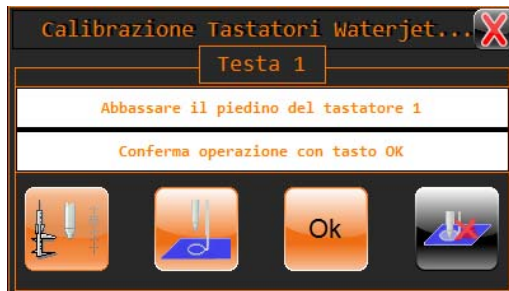 Calibrazione Tastatori Waterjet...
Testa 1
Abbassare il piedino del tastatore 1
Conferma operazione con tasto OK
Ok